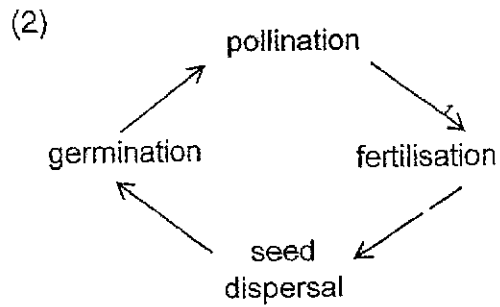 (2)
pollination
germination
fertilisation
seed
dispersal